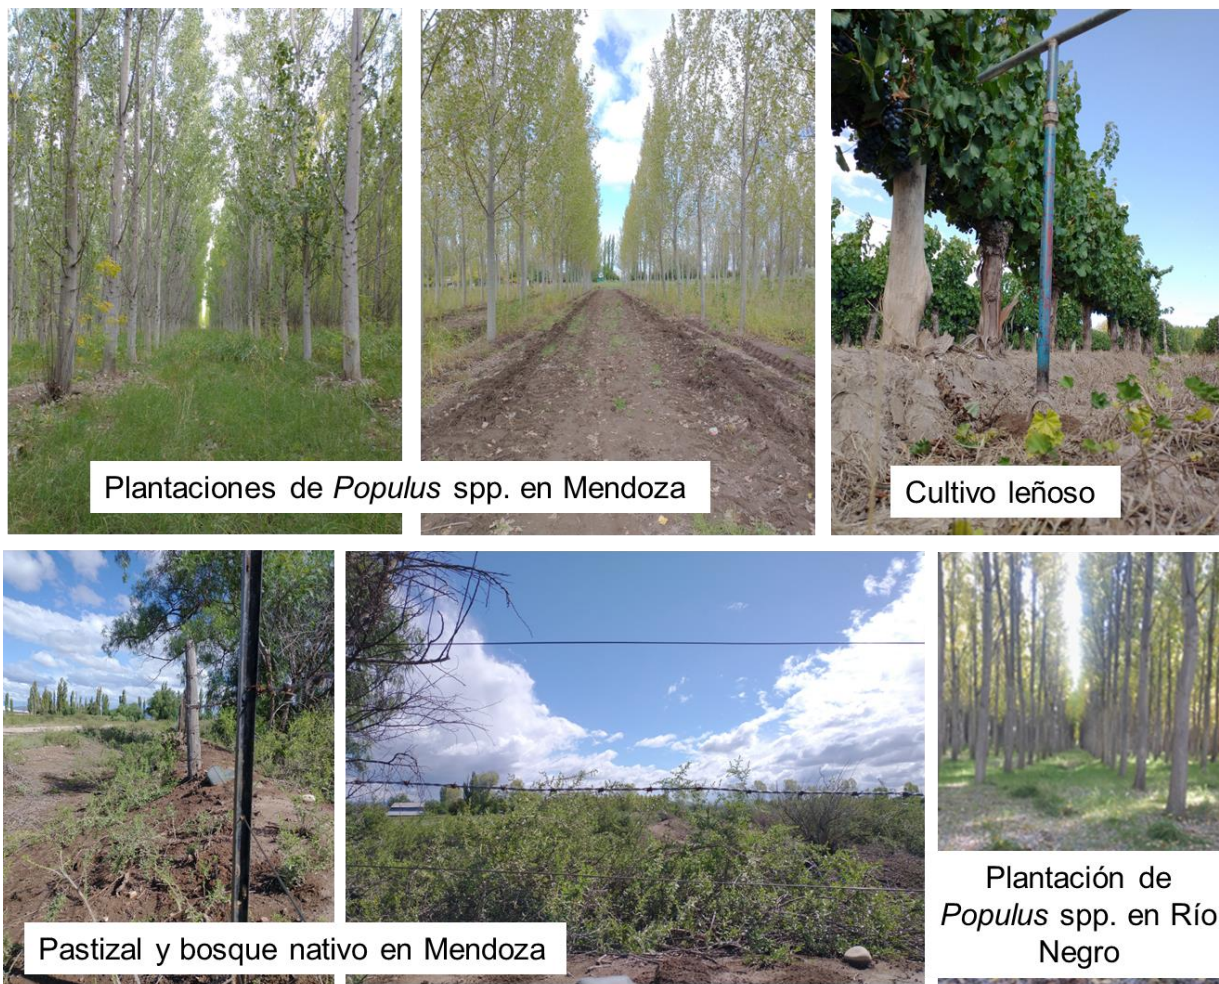 Plantaciones de Populus spp. en Mendoza
Cultivo leñoso
Pastizal y bosque nativo en Mendoza
Plantación de
Populus spp. en Río
Negro